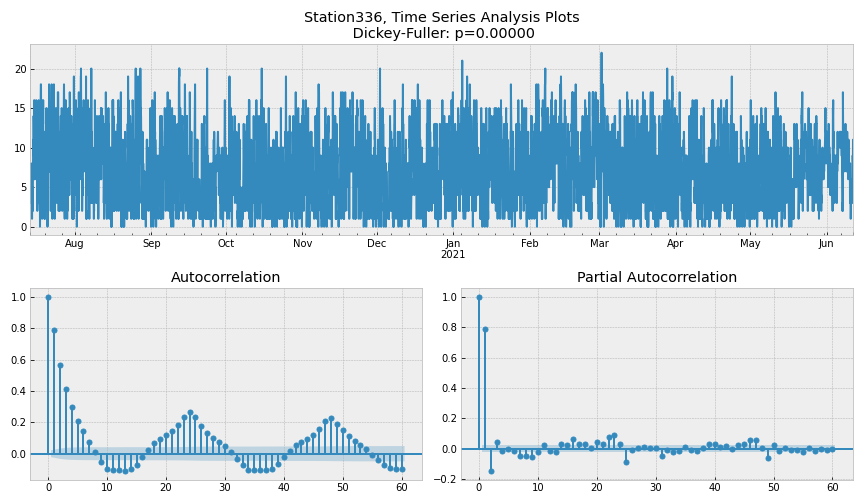 Station336, Time Series Analysis Plots
Dickey-Fuller: p=0.00000
20
15
10
5
0
Aug Sep Oct Nov Dec Jan Feb Mar Apr May Jun
2021
Autocorrelation
1.0
0.8
0.6
0.4
0.2
0.0
0 10 20 30 40 50 60
Partial Autocorrelation
1.0
0.8
0.6
0.4
0.2
0.0
−0.2
0 10 20 30 40 50 60